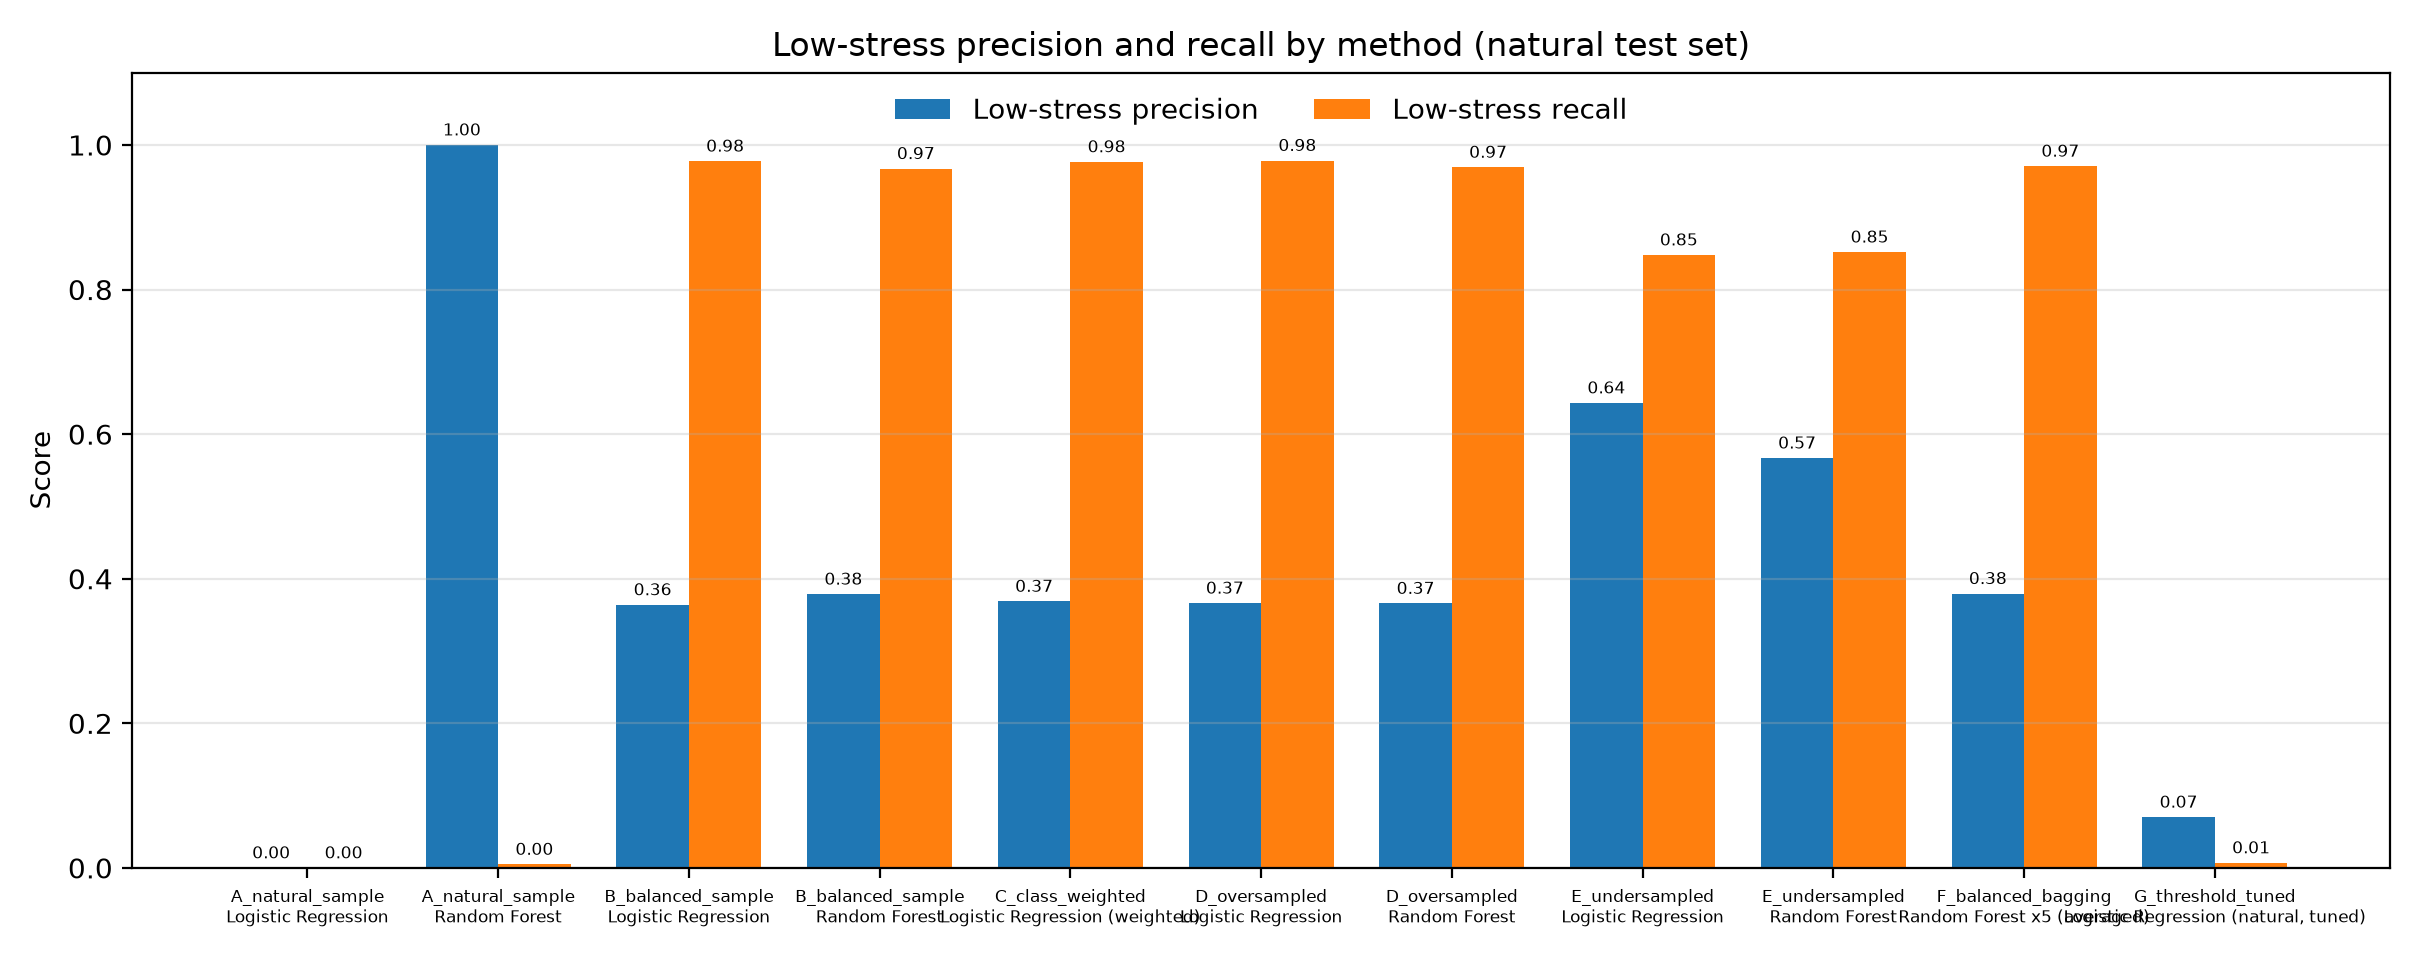 Low-stress precision and recall by method (natural test set)
Low-stress precision
Low-stress recall
Score
1.0
0.8
0.6
0.4
0.2
0.0
0.00
0.00
1.00
0.00
0.36
0.98
0.38
0.97
0.37
0.98
0.37
0.98
0.37
0.97
0.64
0.85
0.57
0.85
0.38
0.97
0.07
0.01
A_natural_sample
Logistic Regression
A_natural_sample
Random Forest
B_balanced_sample
Logistic Regression
B_balanced_sample
Random Forest
C_class_weighted
Logistic Regression (weighted)
D_oversampled
Logistic Regression
D_oversampled
Random Forest
E_undersampled
Logistic Regression
E_undersampled
Random Forest
F_balanced_bagging
Random Forest x5 (averaged)
G_threshold_tuned
Logistic Regression (natural, tuned)